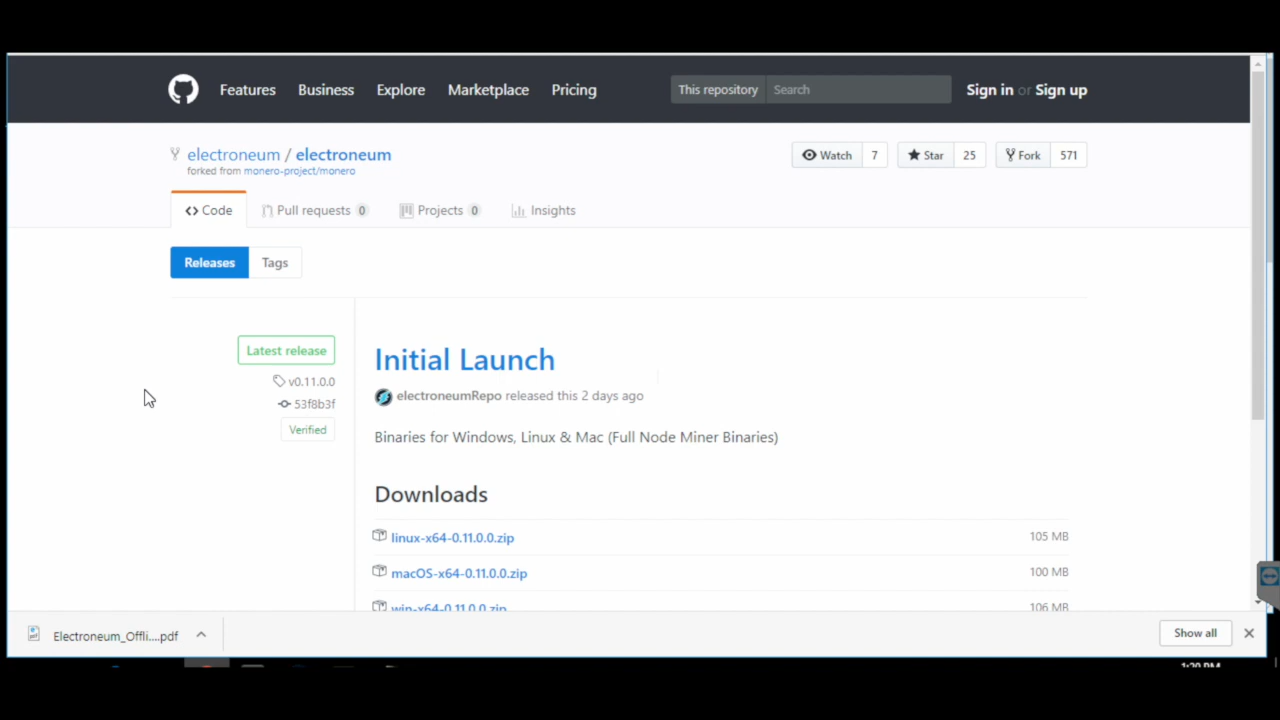 Features Business Explore Marketplace Pricing This repository Search Sign in or Sign up
electroneum / electroneum
forked from monero-project/monero
Watch 7 Star 25 Fork 571
Code Pull requests 0 Projects 0 Insights
Releases Tags
Latest release
v0.11.0.0
53f8b3f
Verified
Initial Launch
electroneumRepo released this 2 days ago
Binaries for Windows, Linux & Mac (Full Node Miner Binaries)
Downloads
linux-x64-0.11.0.0.zip 105 MB
macOS-x64-0.11.0.0.zip 100 MB
win-x64-0.11.0.0.zip 106 MB
Electroneum_Offli....pdf Show all